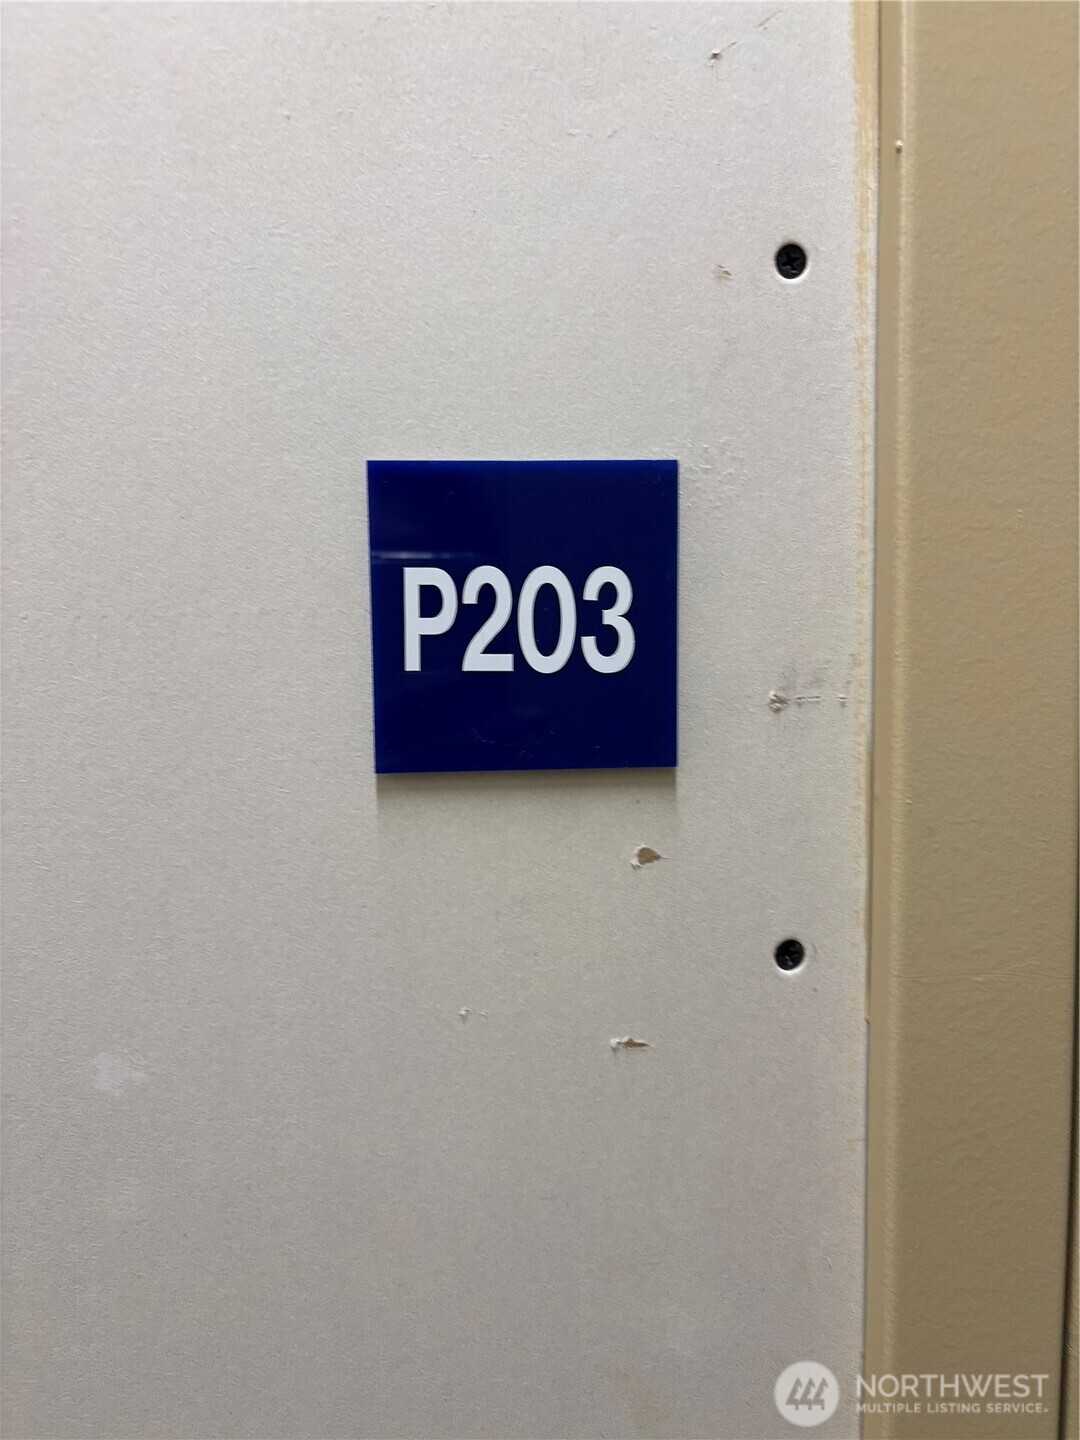 P203
NORTHWEST
MULTIPLE LISTING SERVICE.